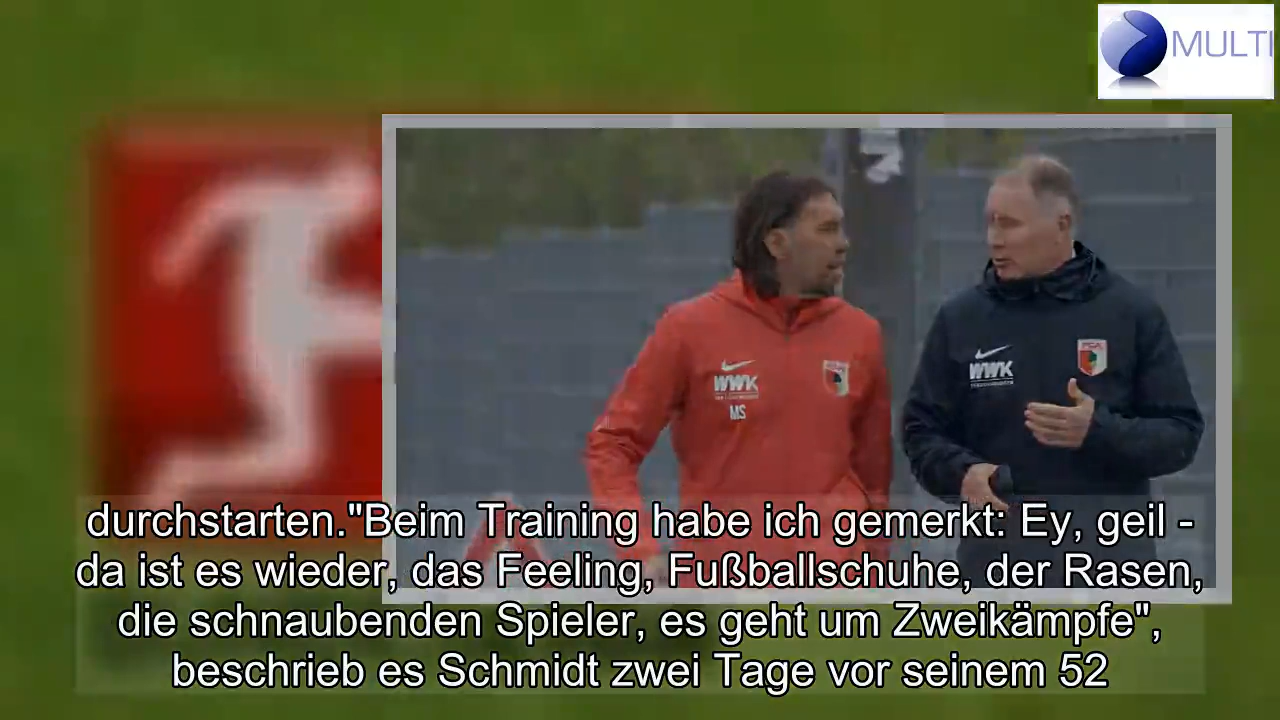 MULTI
WWK
MS
FCA
WWK
durchstarten."Beim Training habe ich gemerkt: Ey, geil -
da ist es wieder, das Feeling, Fußballschuhe, der Rasen,
die schnaubenden Spieler, es geht um Zweikämpfe",
beschrieb es Schmidt zwei Tage vor seinem 52